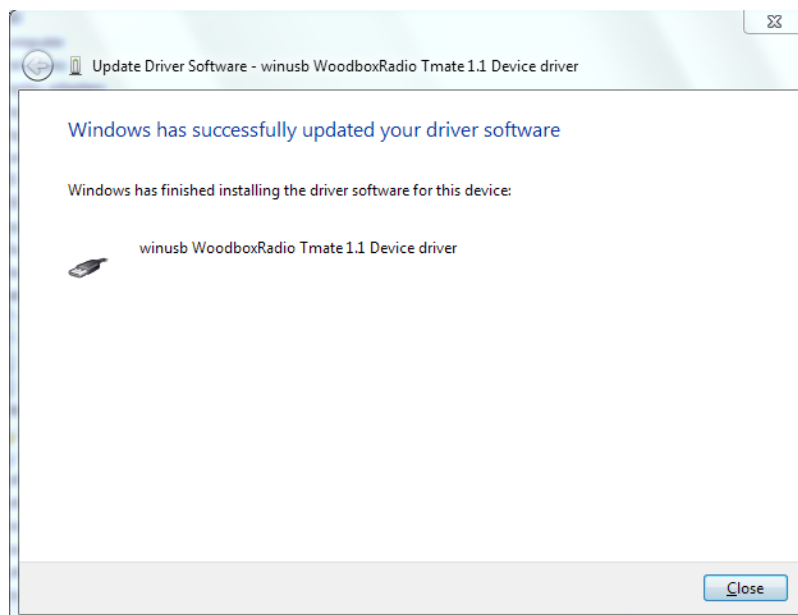 Update Driver Software - winusb WoodboxRadio Tmate 1.1 Device driver
Windows has successfully updated your driver software
Windows has finished installing the driver software for this device:
winusb WoodboxRadio Tmate 1.1 Device driver
Close